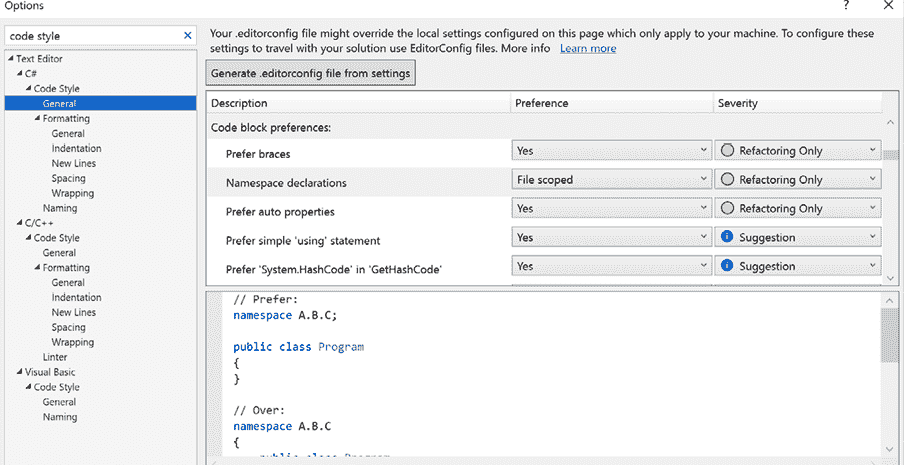 Options
?
code style
Your .editorconfig file might override the local settings configured on this page which only apply to your machine. To configure these
settings to travel with your solution use EditorConfig files. More info Learn more
Generate .editorconfig file from settings
Text Editor
C#
Code Style
General
Formatting
General
Indentation
New Lines
Spacing
Wrapping
Naming
C/C++
Code Style
General
Formatting
General
Indentation
New Lines
Spacing
Wrapping
Linter
Visual Basic
Code Style
General
Naming
Description Preference Severity
Code block preferences:
Prefer braces Yes Refactoring Only
Namespace declarations File scoped Refactoring Only
Prefer auto properties Yes Refactoring Only
Prefer simple 'using' statement Yes Suggestion
Prefer 'System.HashCode' in 'GetHashCode' Yes Suggestion
// Prefer:
namespace A.B.C;
public class Program
{
}
// Over:
namespace A.B.C
{
public class Program